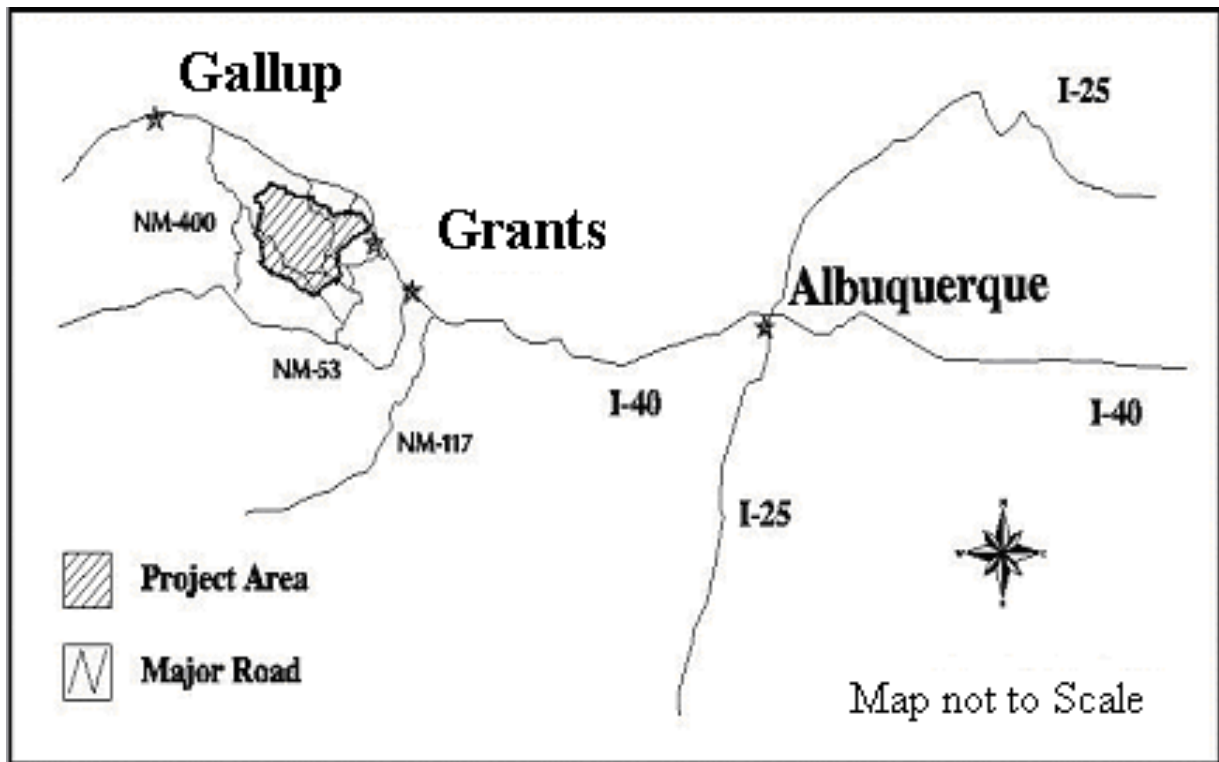 Gallup
I-25
NM-400
Grants
Albuquerque
NM-53
I-40
I-40
NM-117
I-25
Project Area
Major Road
Map not to Scale